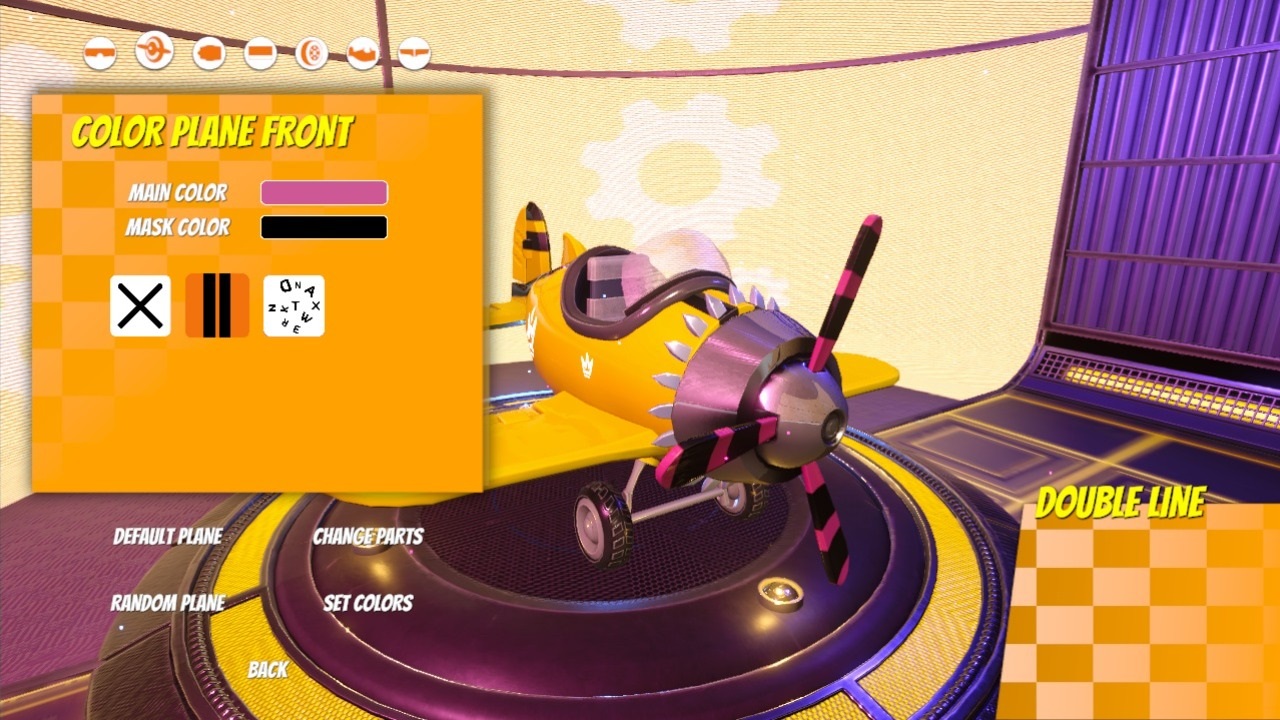 COLOR PLANE FRONT
MAIN COLOR
MASK COLOR
D N A
Z X T X
R E W
DOUBLE LINE
DEFAULT PLANE CHANGE PARTS
RANDOM PLANE SET COLORS
BACK